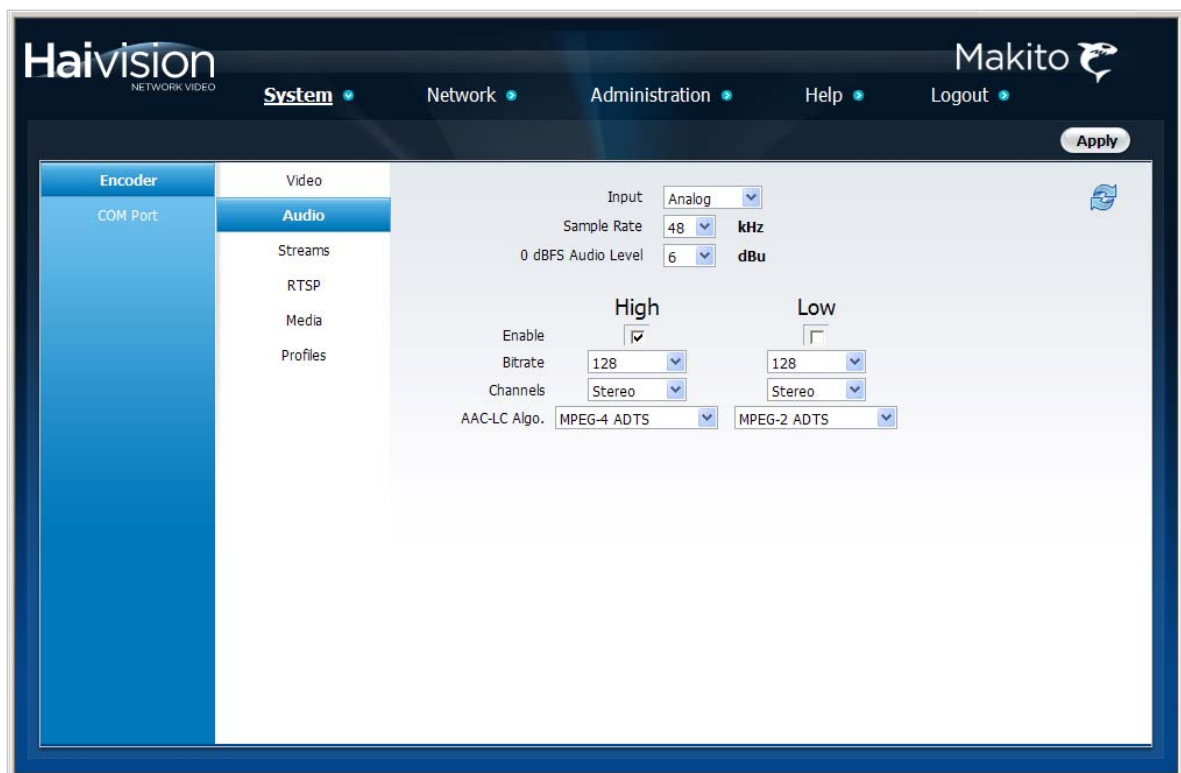 Haivision
NETWORK VIDEO
Makito
System Network Administration Help Logout
Apply
Encoder
COM Port
Video
Audio
Streams
RTSP
Media
Profiles
Input Analog
Sample Rate 48 kHz
0 dBFS Audio Level 6 dBu
High Low
Enable
Bitrate 128 128
Channels Stereo Stereo
AAC-LC Algo. MPEG-4 ADTS MPEG-2 ADTS